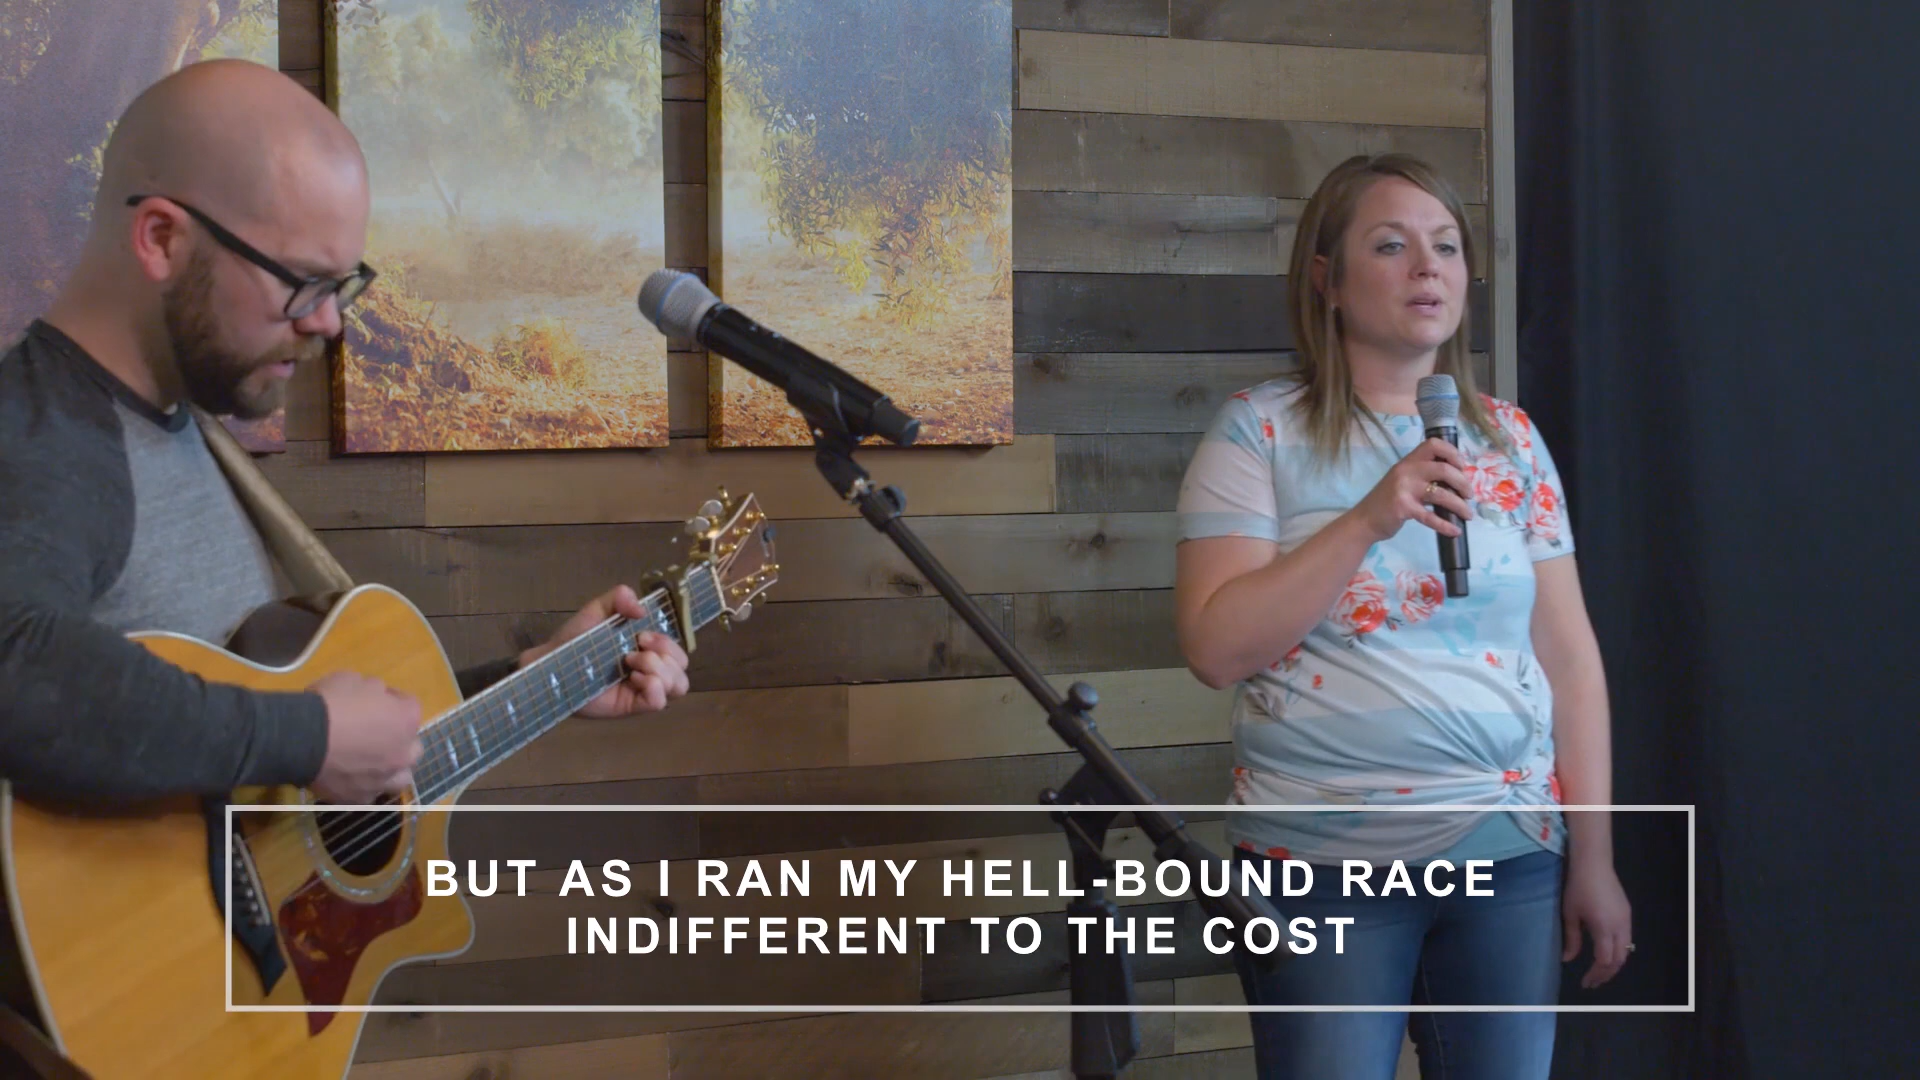 BUT AS I RAN MY HELL-BOUND RACE
INDIFFERENT TO THE COST